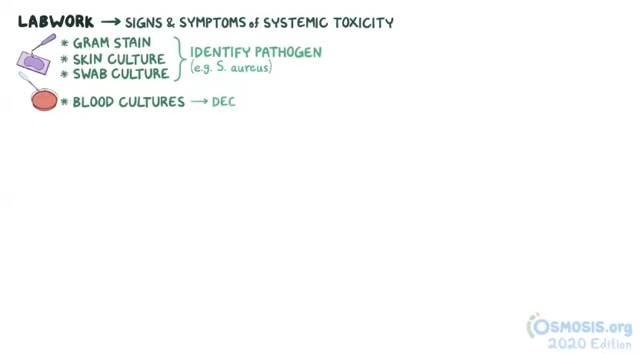 LABWORK → SIGNS & SYMPTOMS of SYSTEMIC TOXICITY
* GRAM STAIN
* SKIN CULTURE
* SWAB CULTURE
IDENTIFY PATHOGEN
(e.g. S. aureus)
* BLOOD CULTURES → DEC
OSMOSIS.org
2020 Edition